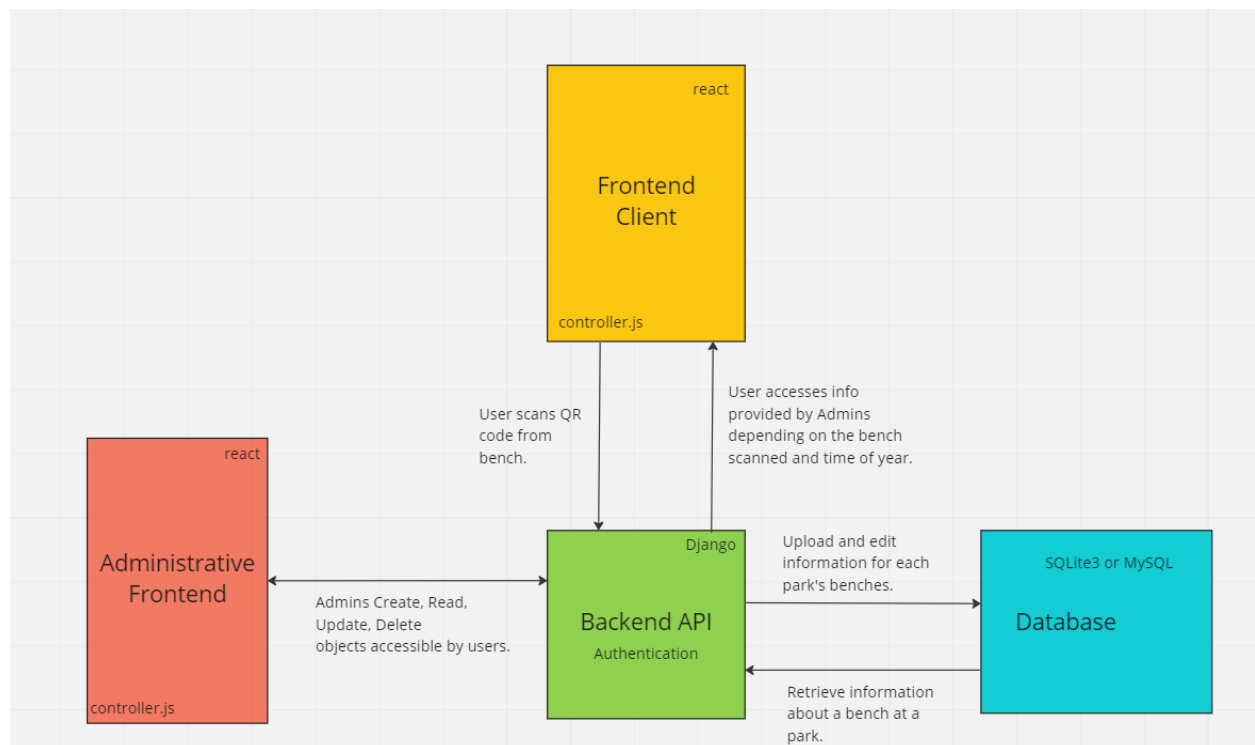 react
Frontend
Client
controller.js
User scans QR
code from
bench.
User accesses info
provided by Admins
depending on the bench
scanned and time of year.
react
Administrative
Frontend
controller.js
Admins Create, Read,
Update, Delete
objects accessible by users.
Django
Backend API
Authentication
Upload and edit
information for each
park's benches.
Retrieve information
about a bench at a
park.
SQLite3 or MySQL
Database